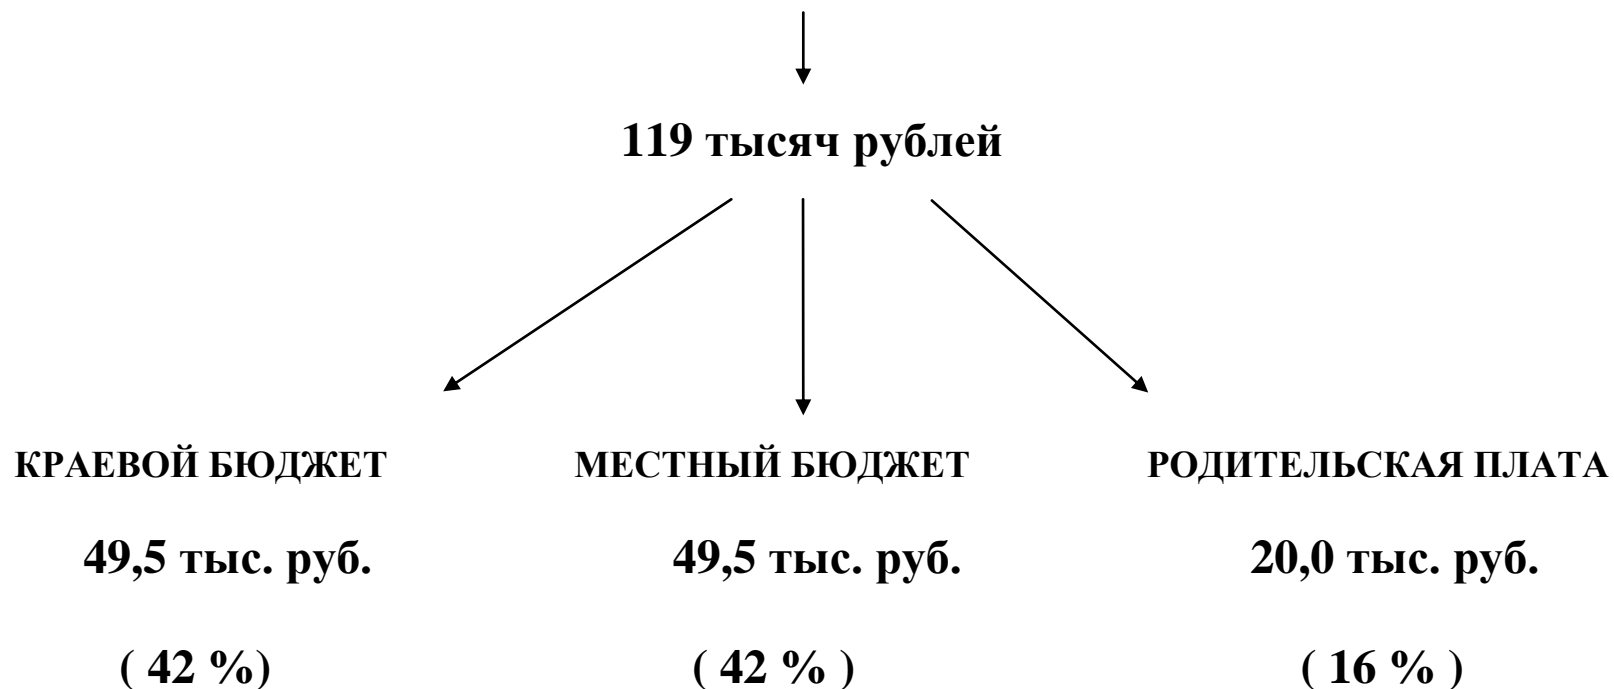 119 тысяч рублей
КРАЕВОЙ БЮДЖЕТ МЕСТНЫЙ БЮДЖЕТ РОДИТЕЛЬСКАЯ ПЛАТА
49,5 тыс. руб. 49,5 тыс. руб. 20,0 тыс. руб.
( 42 %) ( 42 % ) ( 16 % )